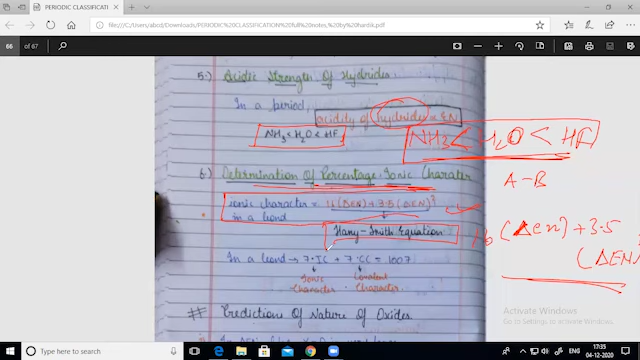 PERIODIC CLASSIFICATION
file:///C:/Users/abcd/Downloads/PERIODIC%20CLASSIFICATION%20full%20notes,%20by%20hardik.pdf
66 of 67
5.) Acidic Strength Of Hydrides.
In a period,
acidity of hydrides ∝ EN
NH₃ < H₂O < HF
NH₃ < H₂O < HF
6.) Determination Of Percentage Ionic Character
A-B
ionic character = 16(ΔEN) + 3.5(ΔEN)²
in a bond
Hany-Smith Equation
16 (Δen) + 3.5
(ΔEN)
In a bond → %IC + %CC = 100%
Ionic Character
Covalent Character.
## Predictions Of Nature Of Oxides
Activate Windows
Go to Settings to activate Windows.
ENG
17:35
04-12-2020